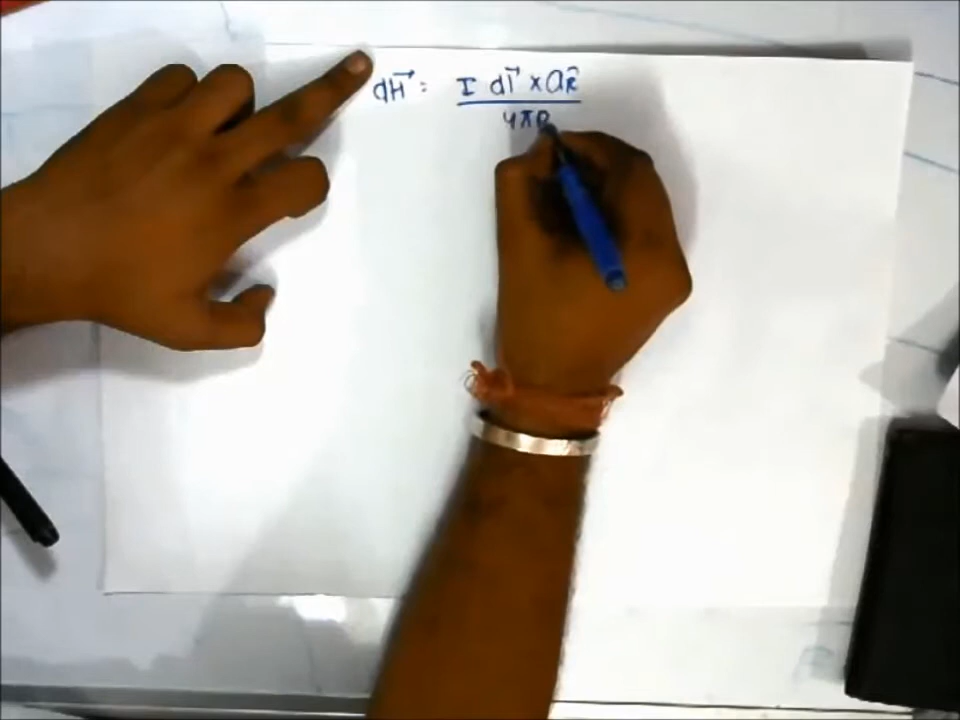 dH⃗ = I dl⃗ × aR̂
4πR